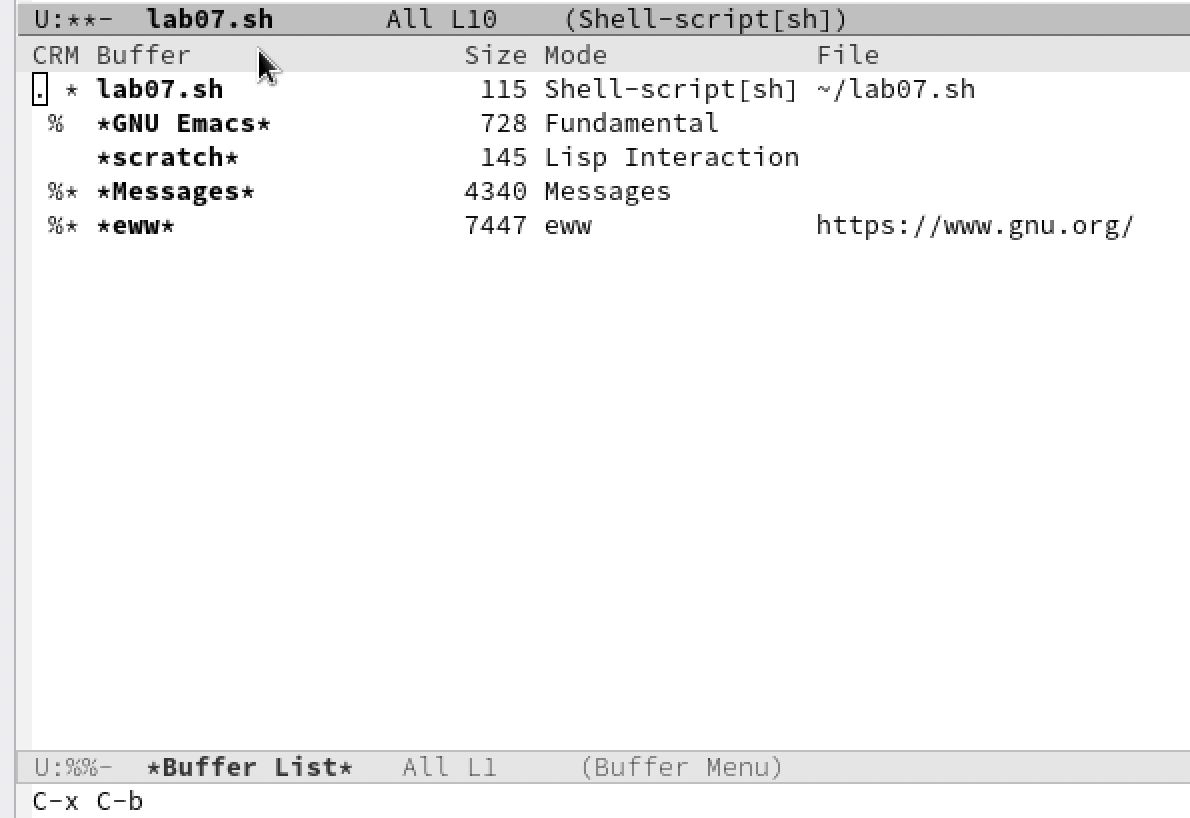 U:**-  lab07.sh       All L10    (Shell-script[sh])
CRM Buffer                 Size Mode             File
. * lab07.sh                115 Shell-script[sh] ~/lab07.sh
 %  *GNU Emacs*             728 Fundamental
    *scratch*               145 Lisp Interaction
 %* *Messages*             4340 Messages
 %* *eww*                  7447 eww              https://www.gnu.org/
U:%%-  *Buffer List*   All L1     (Buffer Menu)
C-x C-b